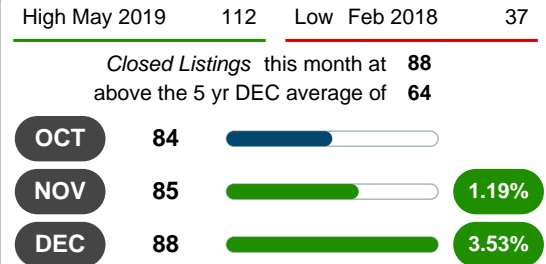 High May 2019 112 Low Feb 2018 37
Closed Listings this month at 88
above the 5 yr DEC average of 64
OCT 84
NOV 85 1.19%
DEC 88 3.53%